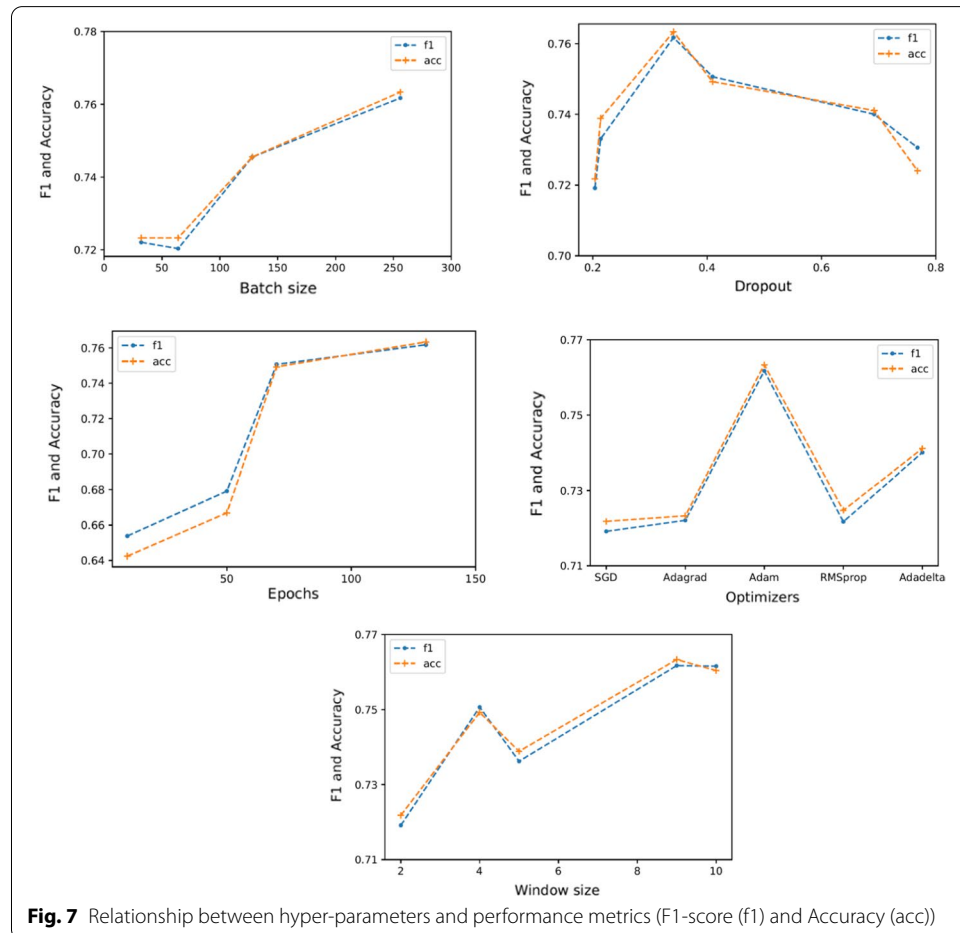 0.78
0.76
0.74
0.72
F1 and Accuracy
0 50 100 150 200 250 300
Batch size
f1
acc
0.76
0.74
0.72
0.70
F1 and Accuracy
0.2 0.4 0.6 0.8
Dropout
f1
acc
0.76
0.74
0.72
0.70
0.68
0.66
0.64
F1 and Accuracy
50 100 150
Epochs
f1
acc
0.77
0.75
0.73
0.71
F1 and Accuracy
SGD Adagrad Adam RMSprop Adadelta
Optimizers
f1
acc
0.77
0.75
0.73
0.71
F1 and Accuracy
2 4 6 8 10
Window size
f1
acc
Fig. 7 Relationship between hyper-parameters and performance metrics (F1-score (f1) and Accuracy (acc))